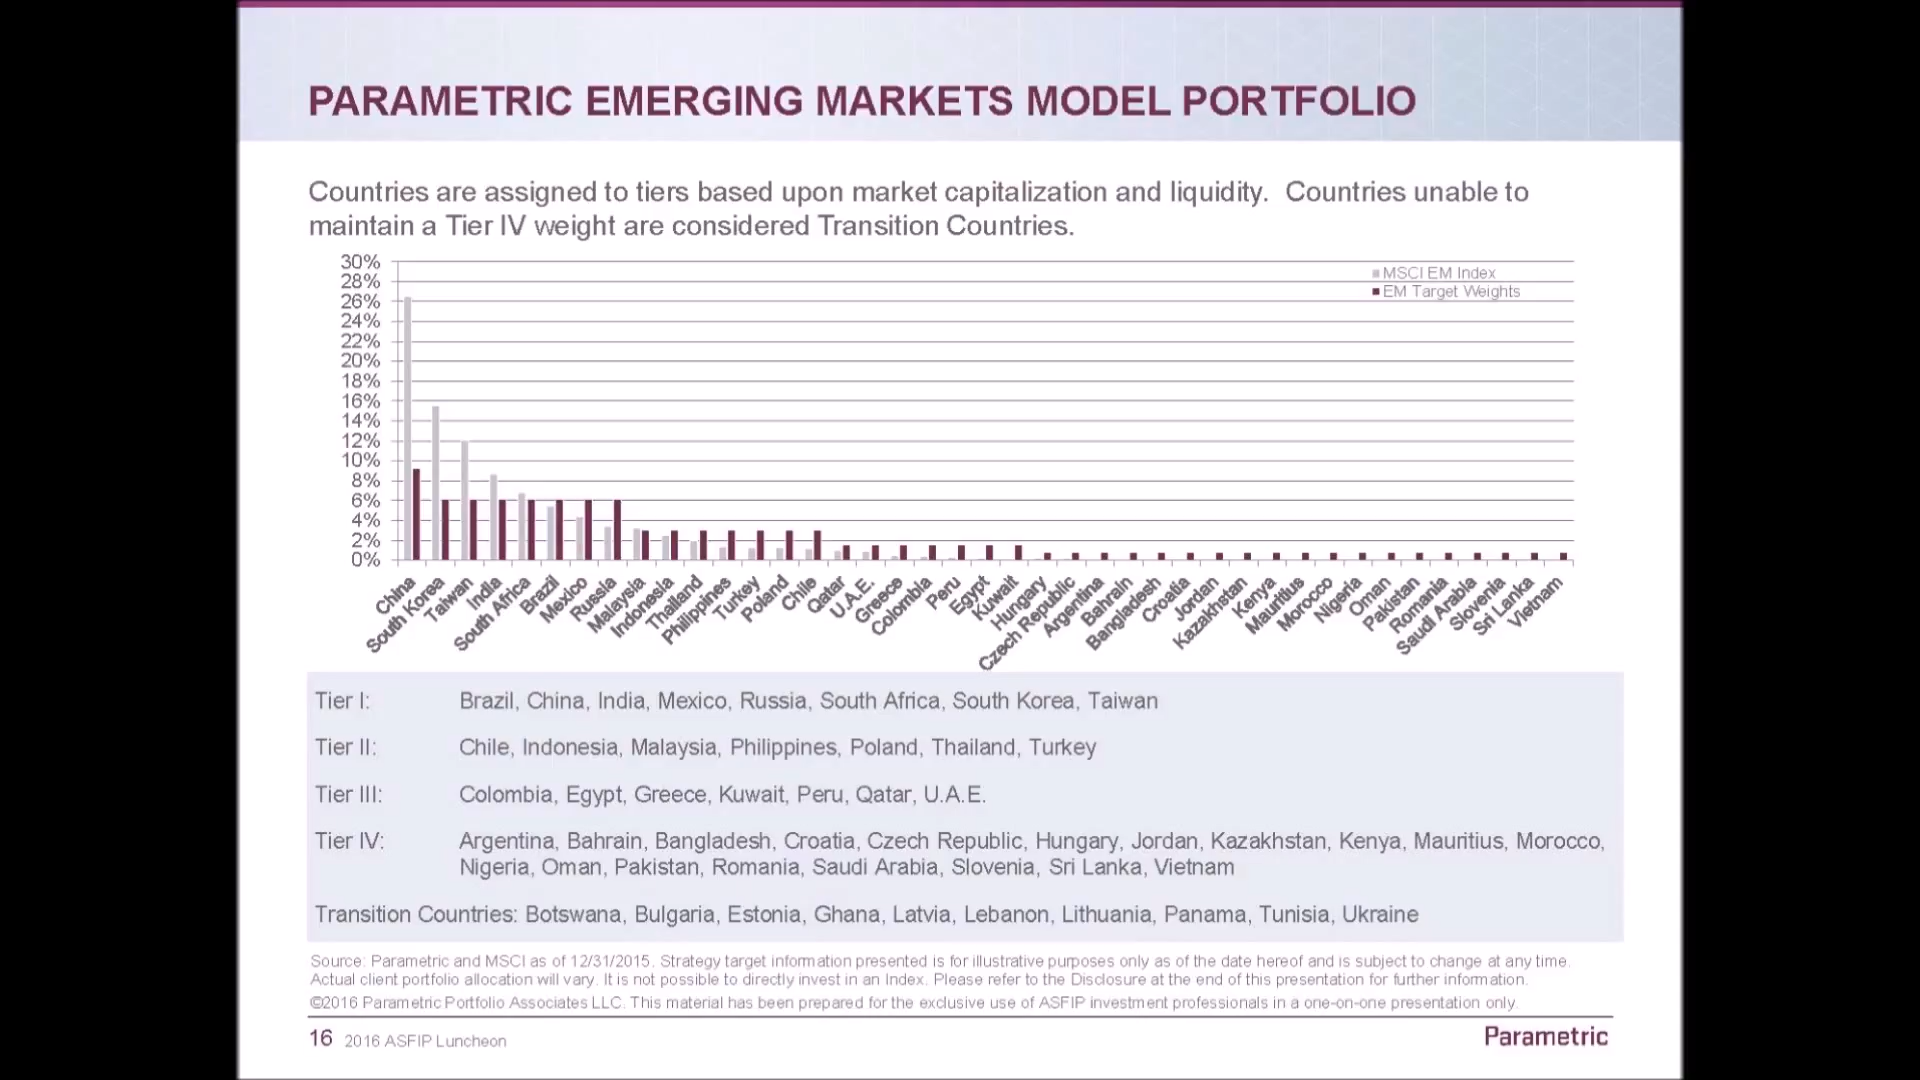 PARAMETRIC EMERGING MARKETS MODEL PORTFOLIO
Countries are assigned to tiers based upon market capitalization and liquidity.  Countries unable to
maintain a Tier IV weight are considered Transition Countries.
30%
28%
26%
24%
22%
20%
18%
16%
14%
12%
10%
8%
6%
4%
2%
0%
MSCI EM Index
EM Target Weights
China
South Korea
Taiwan
India
South Africa
Brazil
Mexico
Russia
Malaysia
Indonesia
Thailand
Philippines
Turkey
Poland
Chile
Qatar
U.A.E.
Greece
Colombia
Peru
Egypt
Kuwait
Hungary
Czech Republic
Argentina
Bahrain
Bangladesh
Croatia
Jordan
Kazakhstan
Kenya
Mauritius
Morocco
Nigeria
Oman
Pakistan
Romania
Saudi Arabia
Slovenia
Sri Lanka
Vietnam
Tier I: Brazil, China, India, Mexico, Russia, South Africa, South Korea, Taiwan
Tier II: Chile, Indonesia, Malaysia, Philippines, Poland, Thailand, Turkey
Tier III: Colombia, Egypt, Greece, Kuwait, Peru, Qatar, U.A.E.
Tier IV: Argentina, Bahrain, Bangladesh, Croatia, Czech Republic, Hungary, Jordan, Kazakhstan, Kenya, Mauritius, Morocco,
Nigeria, Oman, Pakistan, Romania, Saudi Arabia, Slovenia, Sri Lanka, Vietnam
Transition Countries: Botswana, Bulgaria, Estonia, Ghana, Latvia, Lebanon, Lithuania, Panama, Tunisia, Ukraine
Source: Parametric and MSCI as of 12/31/2015. Strategy target information presented is for illustrative purposes only as of the date hereof and is subject to change at any time.
Actual client portfolio allocation will vary. It is not possible to directly invest in an Index. Please refer to the Disclosure at the end of this presentation for further information.
©2016 Parametric Portfolio Associates LLC. This material has been prepared for the exclusive use of ASFIP investment professionals in a one-on-one presentation only.
16 2016 ASFIP Luncheon
Parametric